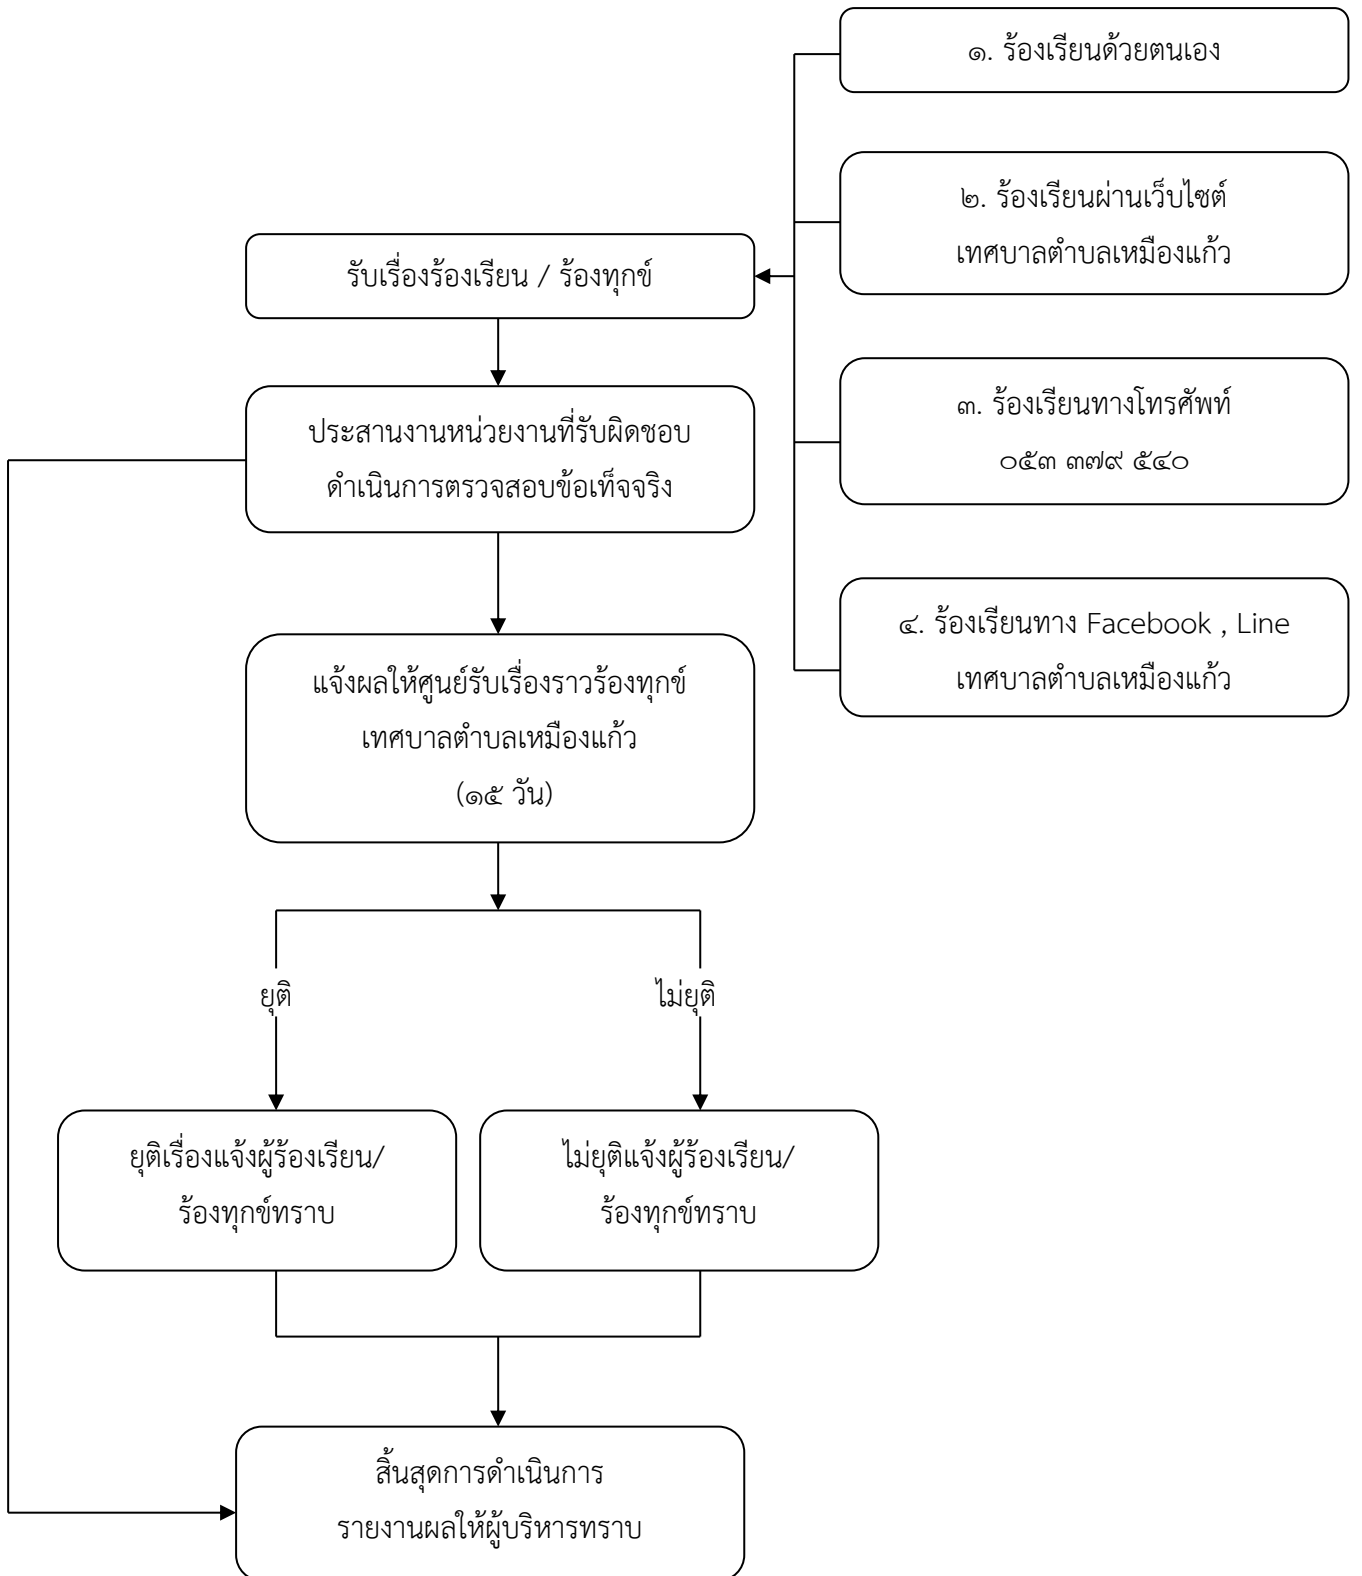 ๑. ร้องเรียนด้วยตนเอง
๒. ร้องเรียนผ่านเว็บไซต์
เทศบาลตำบลเหมืองแก้ว
รับเรื่องร้องเรียน / ร้องทุกข์
๓. ร้องเรียนทางโทรศัพท์
๐๕๓ ๓๗๙ ๕๔๐
ประสานงานหน่วยงานที่รับผิดชอบ
ดำเนินการตรวจสอบข้อเท็จจริง
๔. ร้องเรียนทาง Facebook , Line
เทศบาลตำบลเหมืองแก้ว
แจ้งผลให้ศูนย์รับเรื่องราวร้องทุกข์
เทศบาลตำบลเหมืองแก้ว
(๑๕ วัน)
ยุติ
ไม่ยุติ
ยุติเรื่องแจ้งผู้ร้องเรียน/
ร้องทุกข์ทราบ
ไม่ยุติแจ้งผู้ร้องเรียน/
ร้องทุกข์ทราบ
สิ้นสุดการดำเนินการ
รายงานผลให้ผู้บริหารทราบ